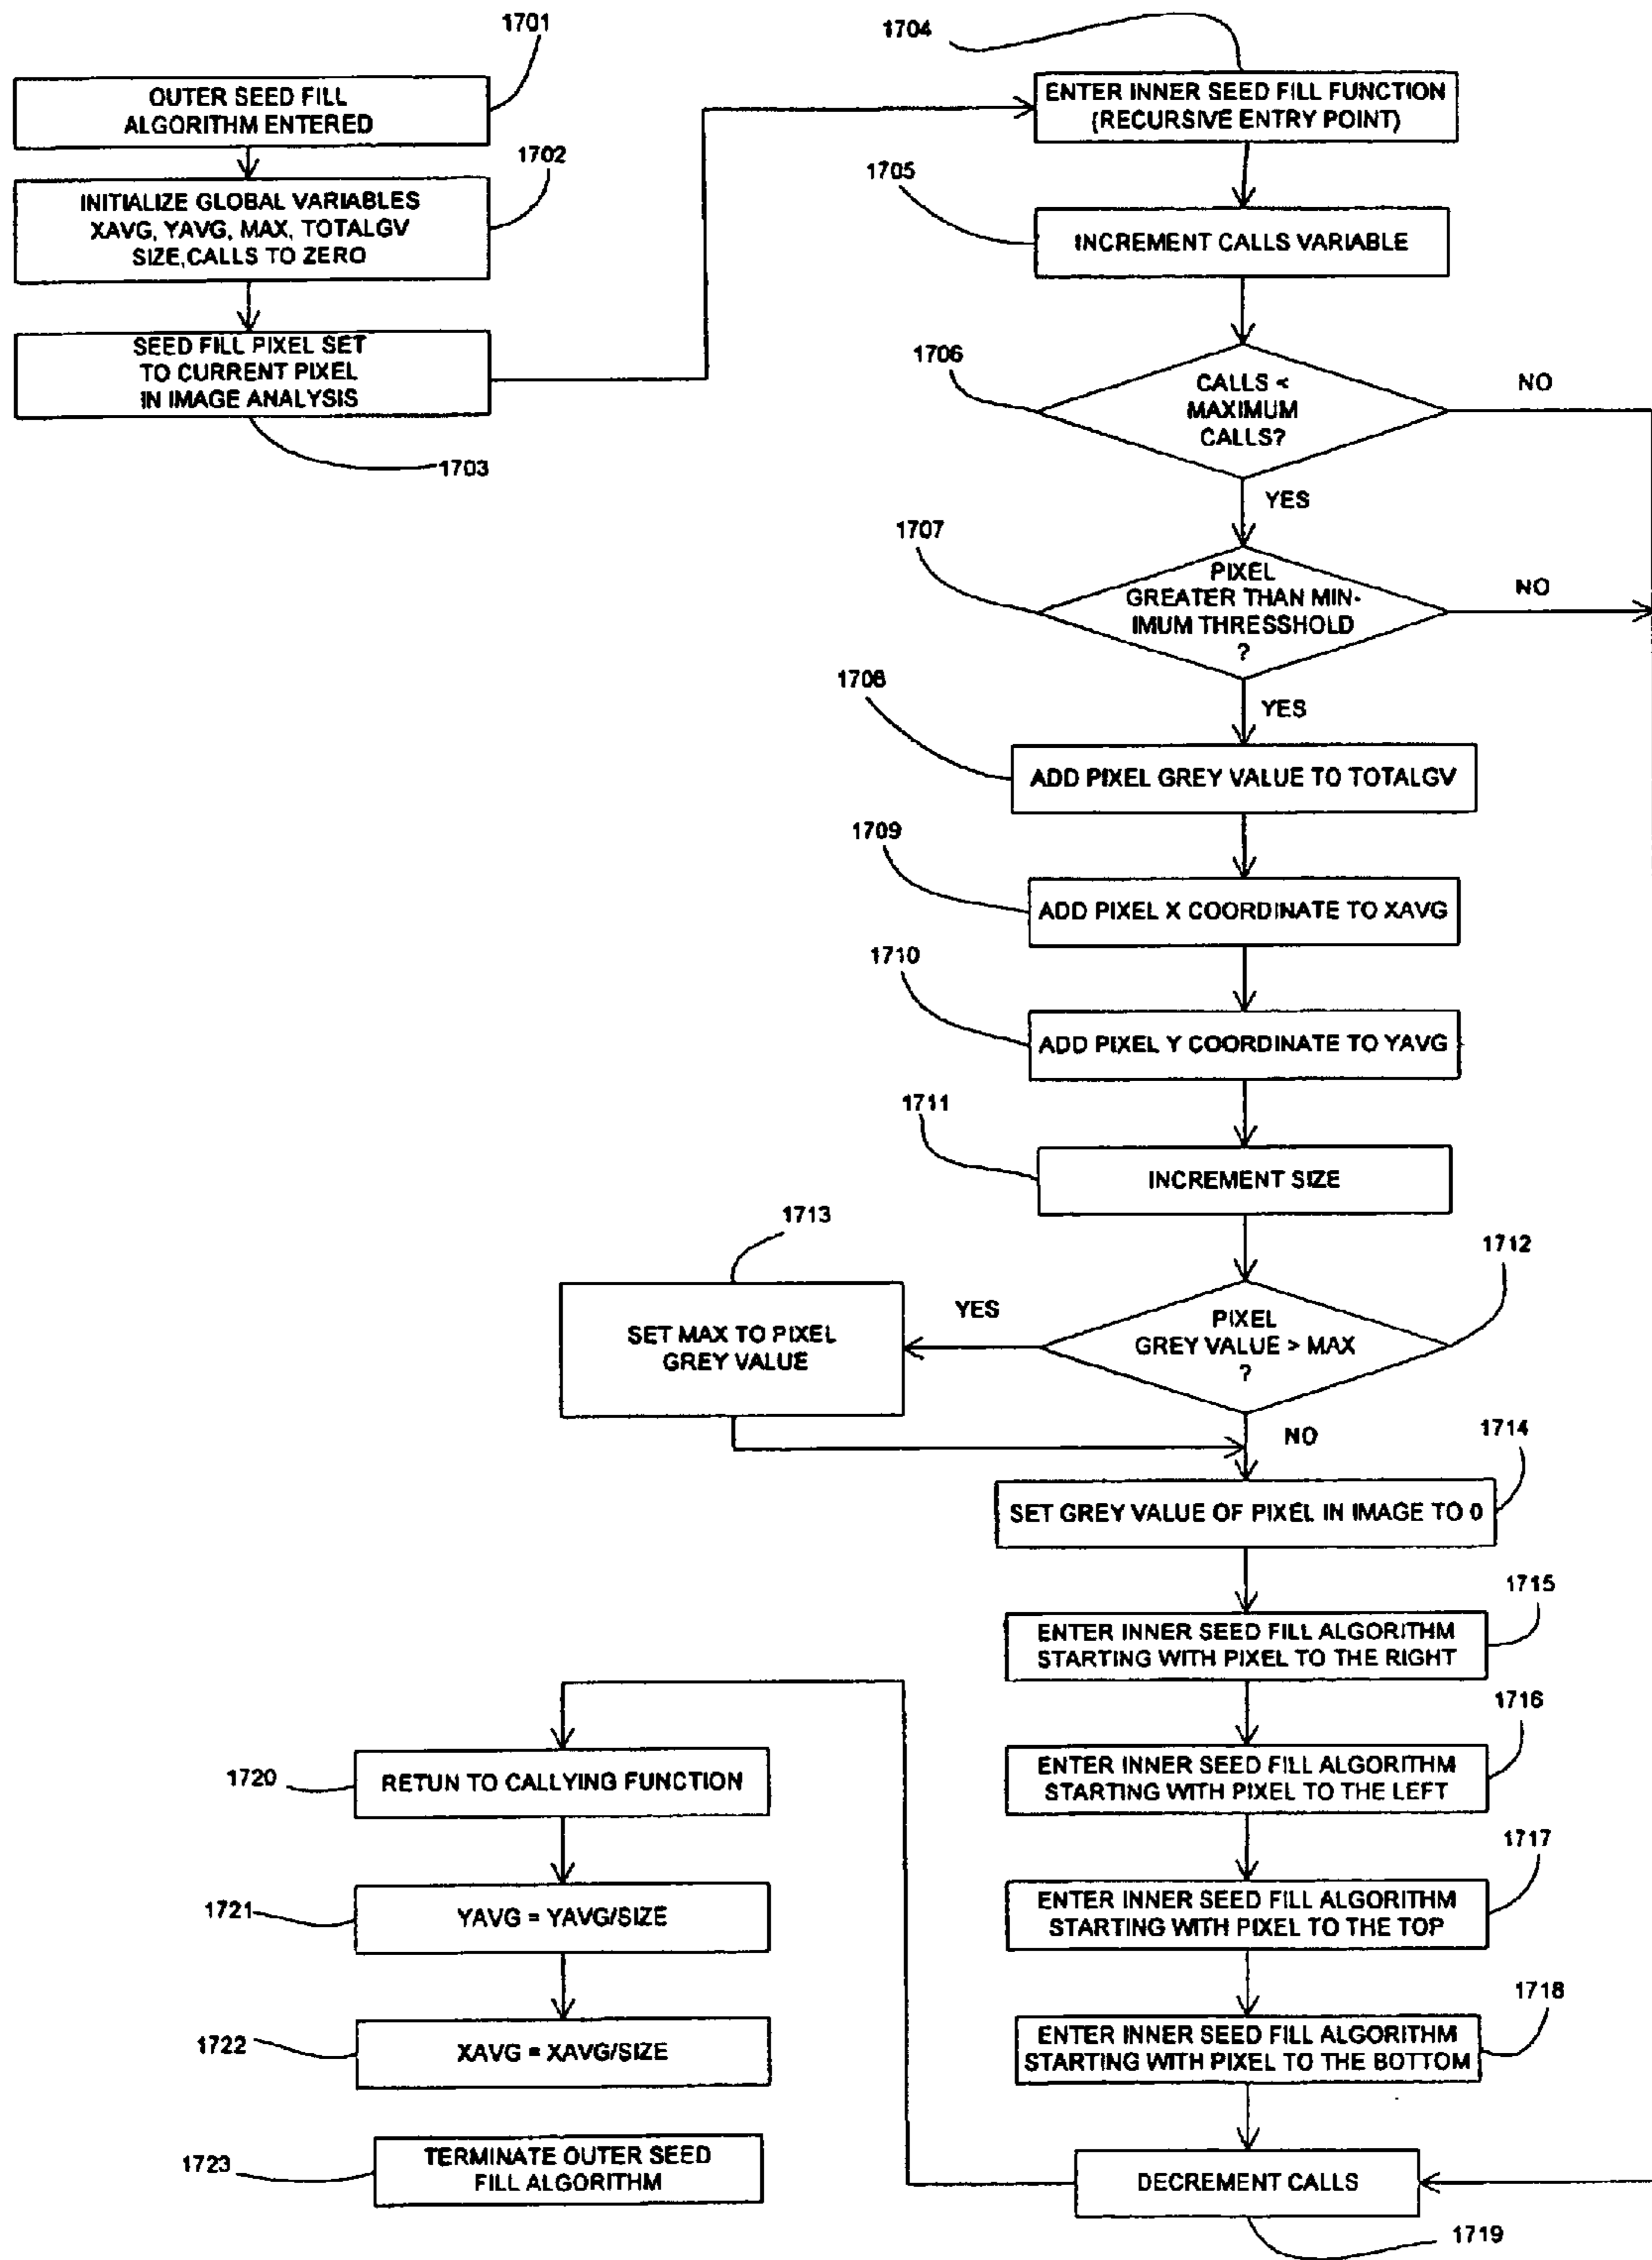 1701
OUTER SEED FILL
ALGORITHM ENTERED
1702
INITIALIZE GLOBAL VARIABLES
XAVG, YAVG, MAX, TOTALGV
SIZE,CALLS TO ZERO
SEED FILL PIXEL SET
TO CURRENT PIXEL
IN IMAGE ANALYSIS
1703
1704
ENTER INNER SEED FILL FUNCTION
(RECURSIVE ENTRY POINT)
1705
INCREMENT CALLS VARIABLE
1706
CALLS <
MAXIMUM
CALLS?
NO
YES
1707
PIXEL
GREATER THAN MIN-
IMUM THRESSHOLD
?
NO
YES
1708
ADD PIXEL GREY VALUE TO TOTALGV
1709
ADD PIXEL X COORDINATE TO XAVG
1710
ADD PIXEL Y COORDINATE TO YAVG
1711
INCREMENT SIZE
1712
PIXEL
GREY VALUE > MAX
?
YES
1713
SET MAX TO PIXEL
GREY VALUE
NO
1714
SET GREY VALUE OF PIXEL IN IMAGE TO 0
1715
ENTER INNER SEED FILL ALGORITHM
STARTING WITH PIXEL TO THE RIGHT
1716
ENTER INNER SEED FILL ALGORITHM
STARTING WITH PIXEL TO THE LEFT
1717
ENTER INNER SEED FILL ALGORITHM
STARTING WITH PIXEL TO THE TOP
1718
ENTER INNER SEED FILL ALGORITHM
STARTING WITH PIXEL TO THE BOTTOM
DECREMENT CALLS
1719
1720
RETUN TO CALLYING FUNCTION
1721
YAVG = YAVG/SIZE
1722
XAVG = XAVG/SIZE
1723
TERMINATE OUTER SEED
FILL ALGORITHM